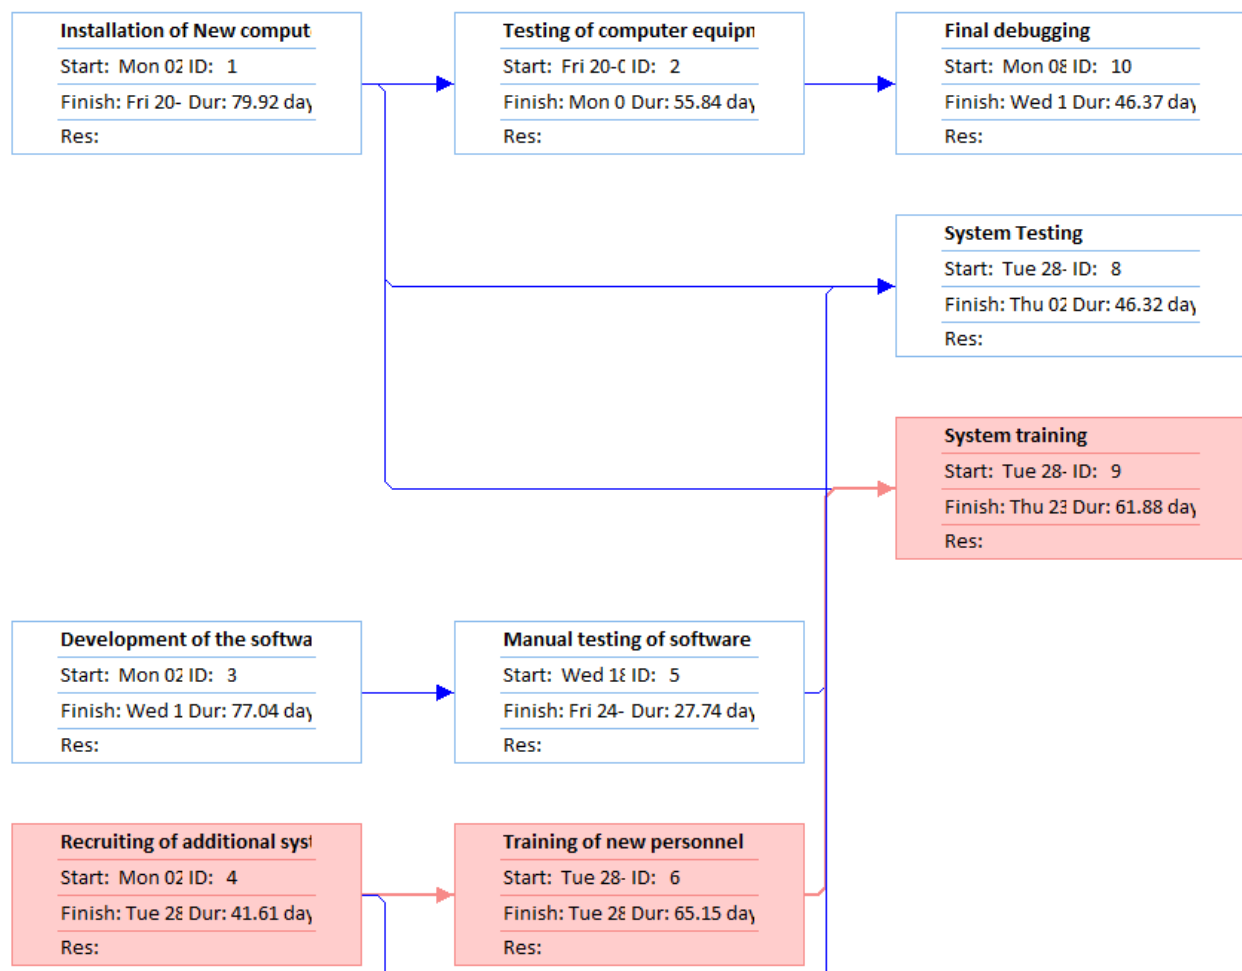 Installation of New comput
Start: Mon 02 ID: 1
Finish: Fri 20- Dur: 79.92 day
Res:
Testing of computer equipn
Start: Fri 20-0 ID: 2
Finish: Mon 0 Dur: 55.84 day
Res:
Final debugging
Start: Mon 08 ID: 10
Finish: Wed 1 Dur: 46.37 day
Res:
System Testing
Start: Tue 28- ID: 8
Finish: Thu 02 Dur: 46.32 day
Res:
System training
Start: Tue 28- ID: 9
Finish: Thu 23 Dur: 61.88 day
Res:
Development of the softwa
Start: Mon 02 ID: 3
Finish: Wed 1 Dur: 77.04 day
Res:
Manual testing of software
Start: Wed 18 ID: 5
Finish: Fri 24- Dur: 27.74 day
Res:
Recruiting of additional syst
Start: Mon 02 ID: 4
Finish: Tue 28 Dur: 41.61 day
Res:
Training of new personnel
Start: Tue 28- ID: 6
Finish: Tue 28 Dur: 65.15 day
Res: